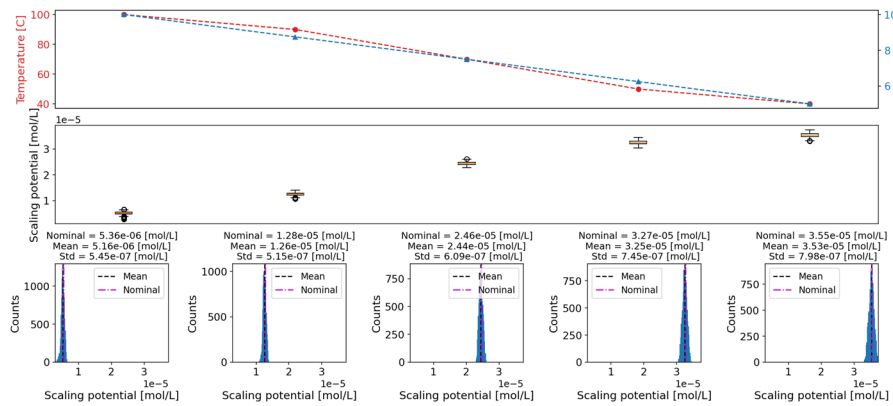 100
80
60
40
Temperature [C]
10
8
6
1e−5
3
2
1
Scaling potential [mol/L]
Nominal = 5.36e-06 [mol/L]
Mean = 5.16e-06 [mol/L]
Std = 5.45e-07 [mol/L]
Nominal = 1.28e-05 [mol/L]
Mean = 1.26e-05 [mol/L]
Std = 5.15e-07 [mol/L]
Nominal = 2.46e-05 [mol/L]
Mean = 2.44e-05 [mol/L]
Std = 6.09e-07 [mol/L]
Nominal = 3.27e-05 [mol/L]
Mean = 3.25e-05 [mol/L]
Std = 7.45e-07 [mol/L]
Nominal = 3.55e-05 [mol/L]
Mean = 3.53e-05 [mol/L]
Std = 7.98e-07 [mol/L]
Counts
1000
500
0
Mean
Nominal
1 2 3
1e−5
Scaling potential [mol/L]
Counts
1000
500
0
Mean
Nominal
1 2 3
1e−5
Scaling potential [mol/L]
Counts
750
500
250
0
Mean
Nominal
1 2 3
1e−5
Scaling potential [mol/L]
Counts
750
500
250
0
Mean
Nominal
1 2 3
1e−5
Scaling potential [mol/L]
Counts
750
500
250
0
Mean
Nominal
1 2 3
1e−5
Scaling potential [mol/L]